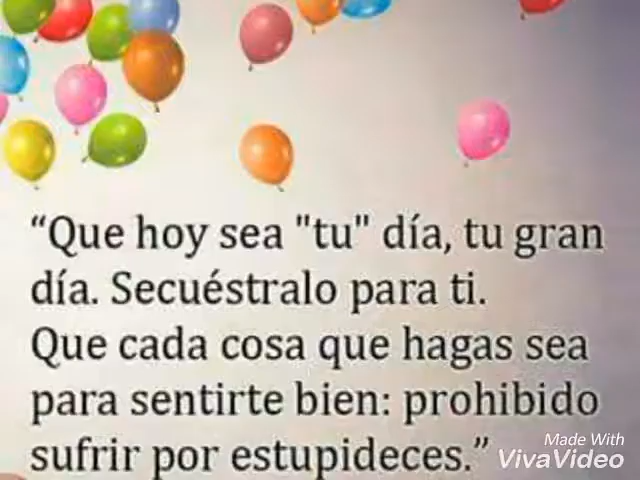 “Que hoy sea "tu" día, tu gran
día. Secuéstralo para ti.
Que cada cosa que hagas sea
para sentirte bien: prohibido
sufrir por estupideces.”
Made With
VivaVideo